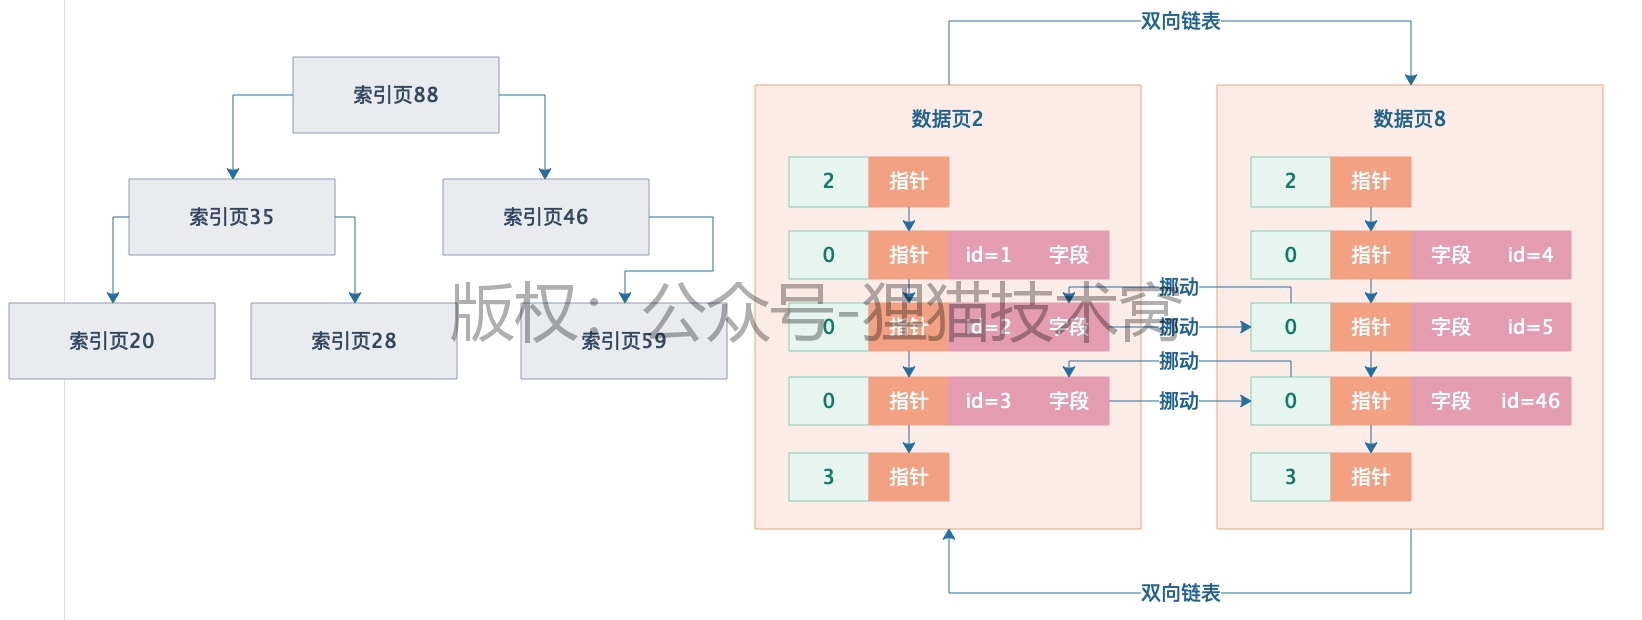 双向链表
索引页88
索引页35
索引页46
索引页20
索引页28
索引页59
数据页2
2 指针
0 指针 id=1 字段
0 指针 id=2 字段
0 指针 id=3 字段
3 指针
挪动
挪动
挪动
挪动
数据页8
2 指针
0 指针 字段 id=4
0 指针 字段 id=5
0 指针 字段 id=46
3 指针
双向链表
版权：公众号-狸猫技术窝